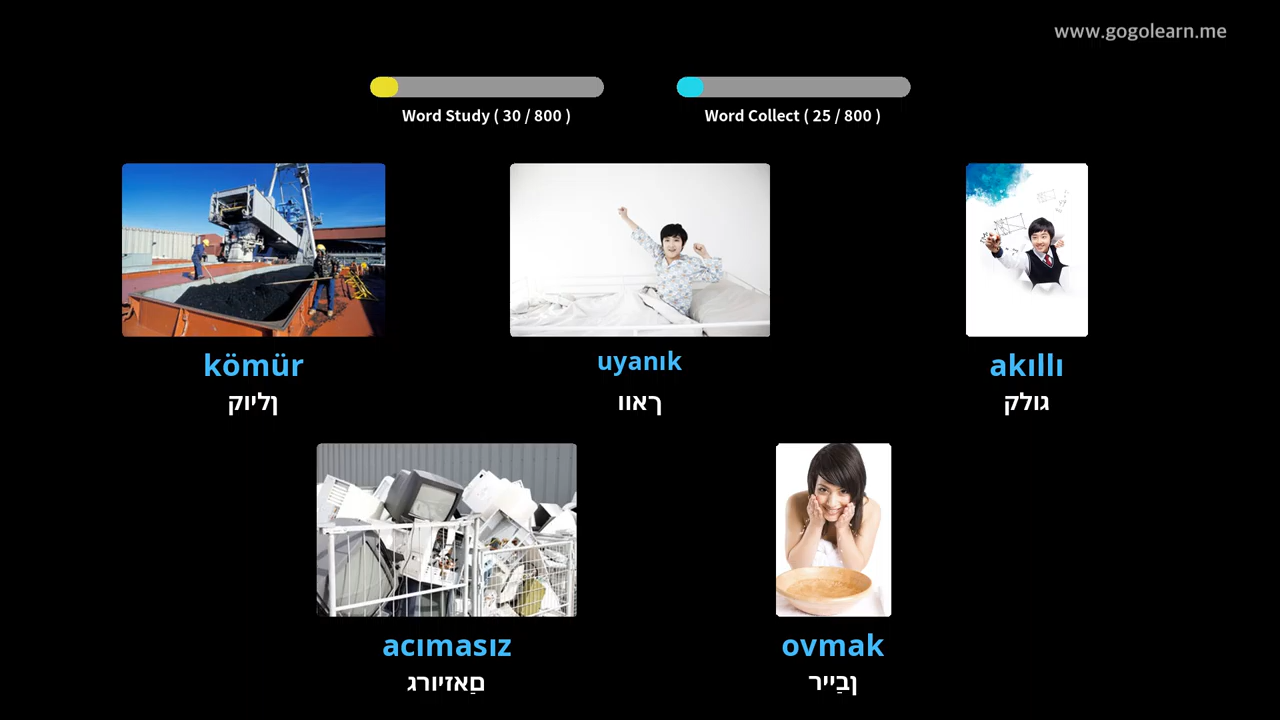 www.gogolearn.me
Word Study ( 30 / 800 )
Word Collect ( 25 / 800 )
kömür
ןליוק
uyanık
ךאוו
akıllı
גולק
acımasız
םַאזיורג
ovmak
ןבַייר